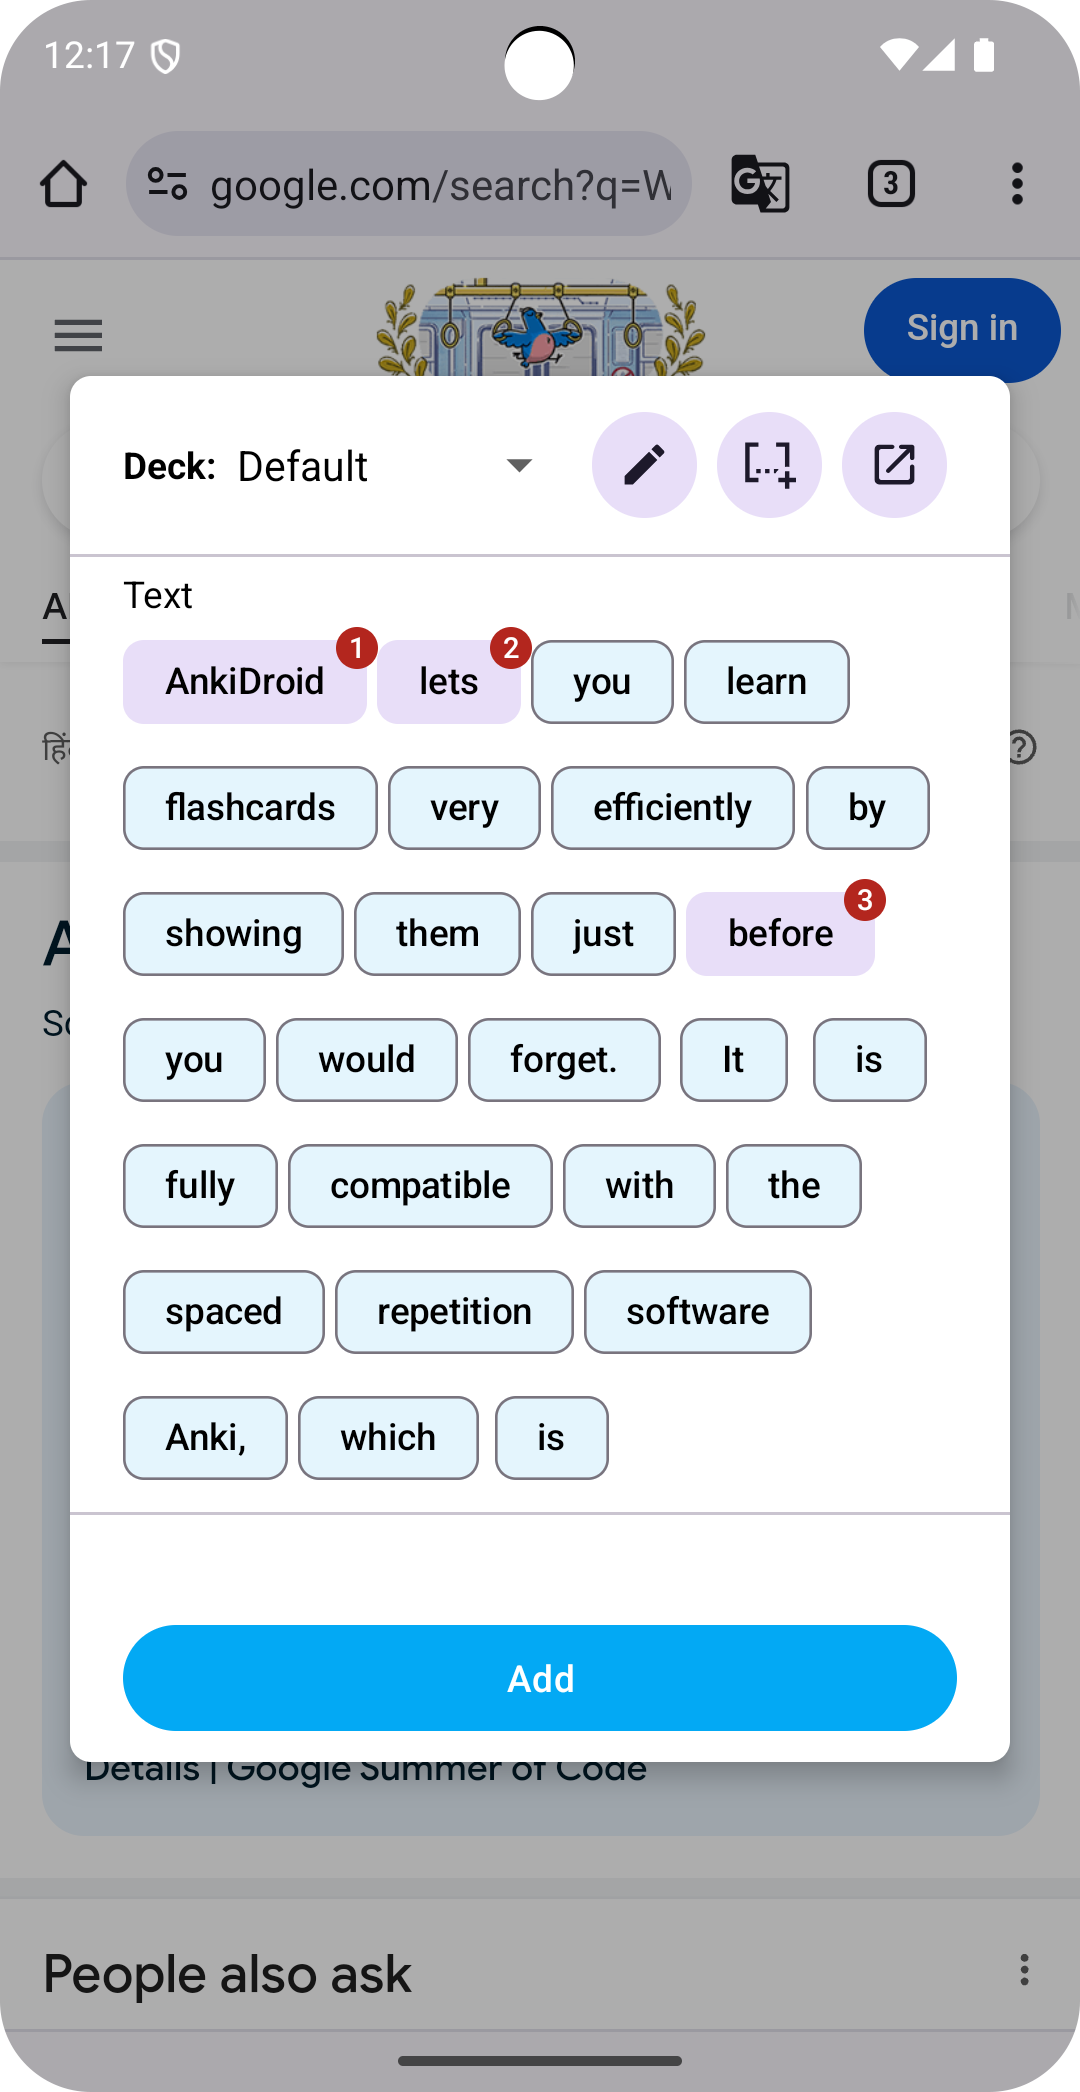 12:17
google.com/search?q=W
3
Sign in
Deck: Default
Text
AnkiDroid 1 lets 2 you learn
flashcards very efficiently by
showing them just before 3
you would forget. It is
fully compatible with the
spaced repetition software
Anki, which is
Add
Details | Google Summer of Code
People also ask